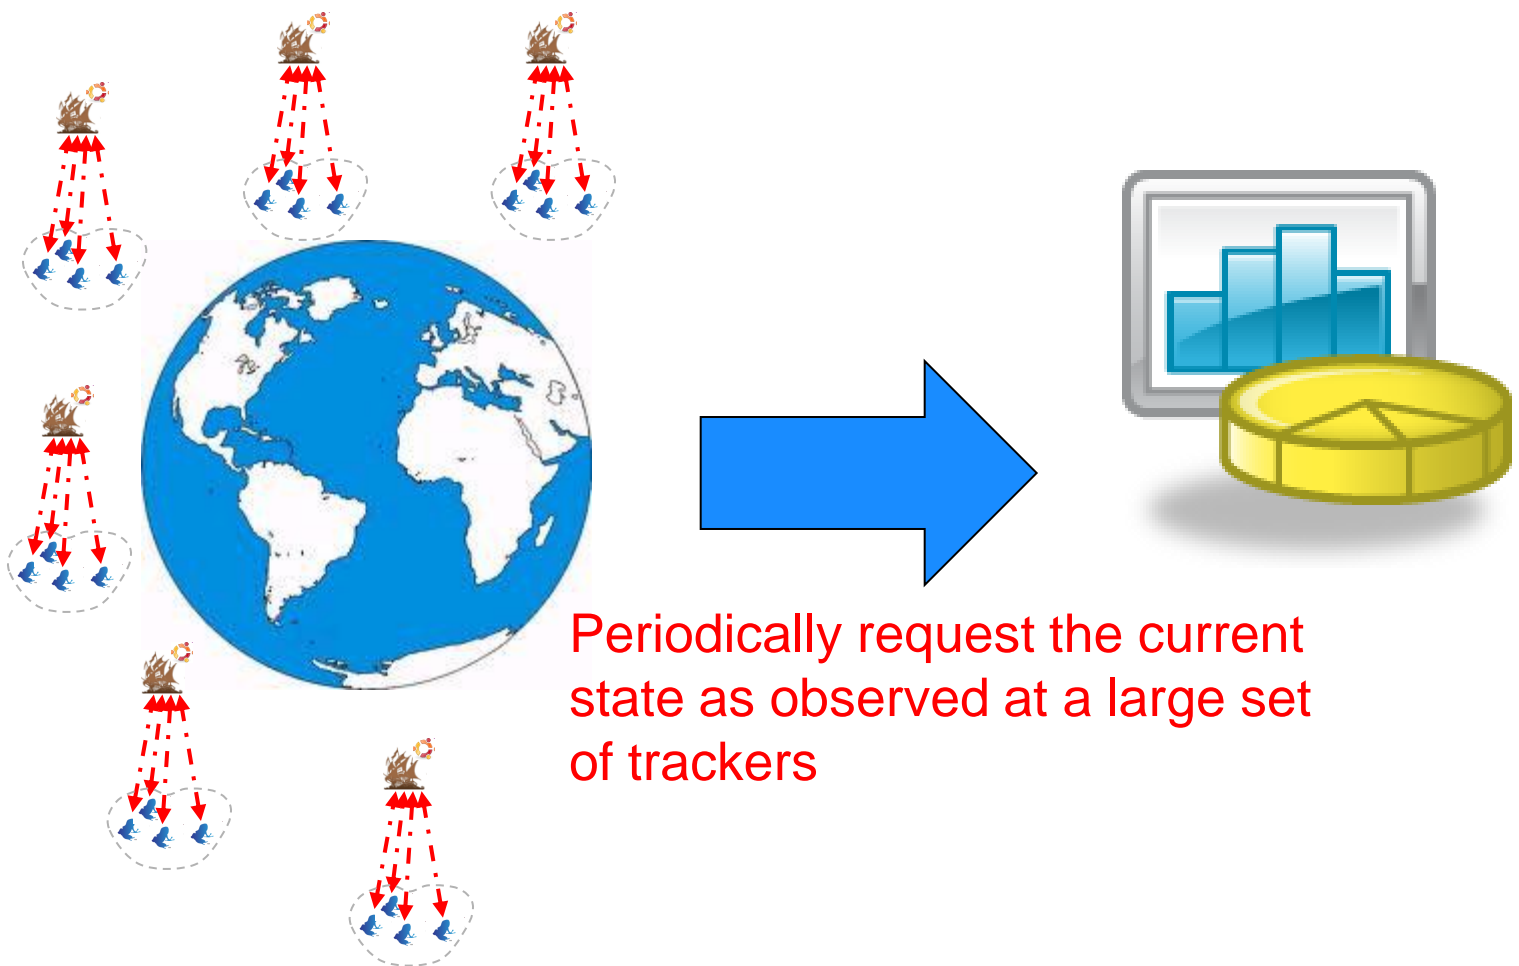 Periodically request the current
state as observed at a large set
of trackers